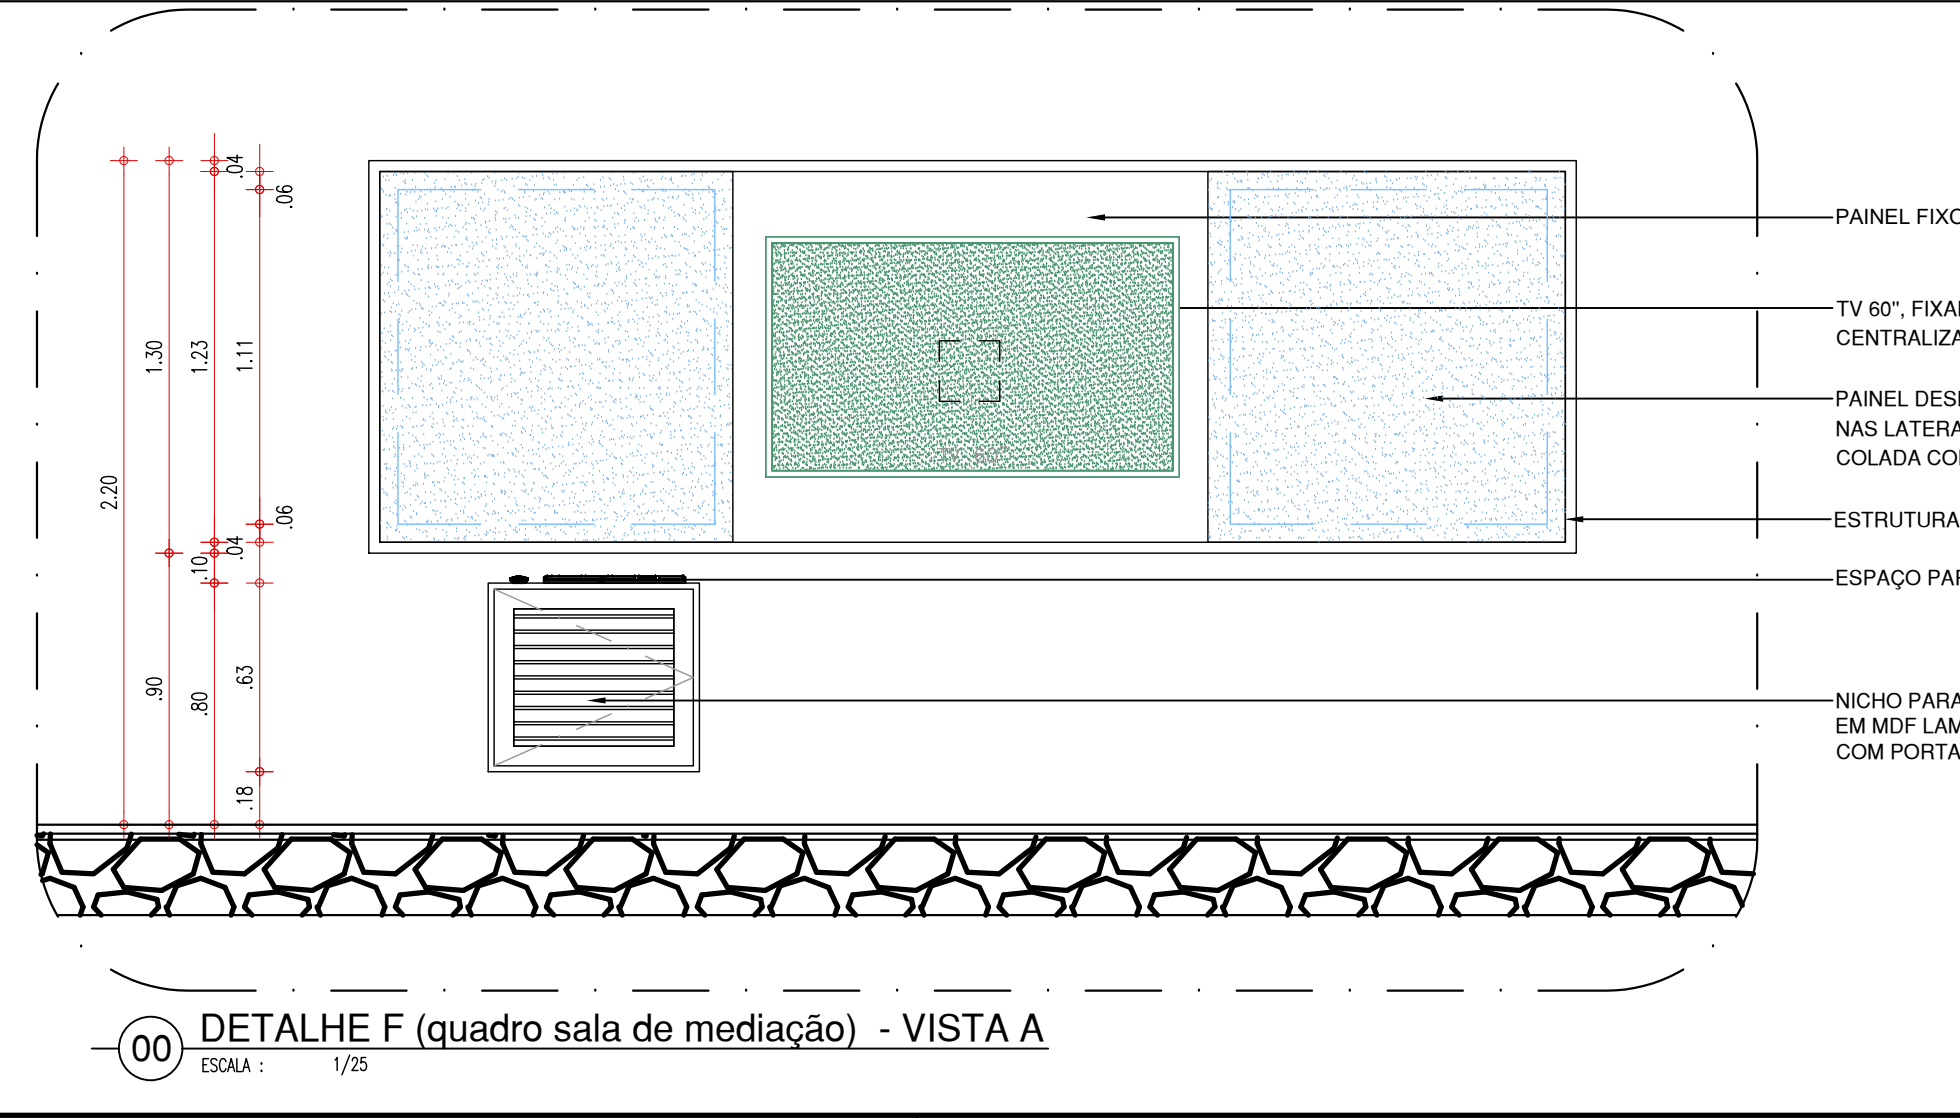 .04
.06
PAINEL FIXO
TV 60", FIXA
CENTRALIZA
1.30
1.23
1.11
PAINEL DES
NAS LATERA
COLADA CO
TV 60"
2.20
.06
ESTRUTURA
.04
.10
ESPAÇO PAR
.90
.80
.63
NICHO PARA
EM MDF LAM
COM PORTA
.18
00
DETALHE F (quadro sala de mediação) - VISTA A
ESCALA : 1/25